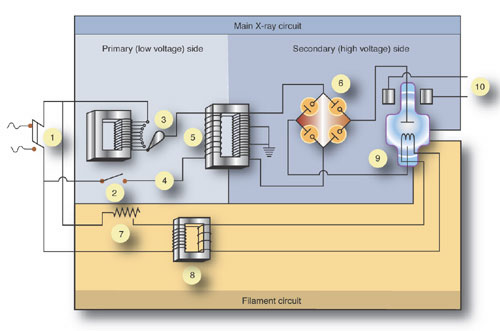 Main X-ray circuit
Primary (low voltage) side
Secondary (high voltage) side
1
2
3
4
5
6
7
8
9
10
Filament circuit